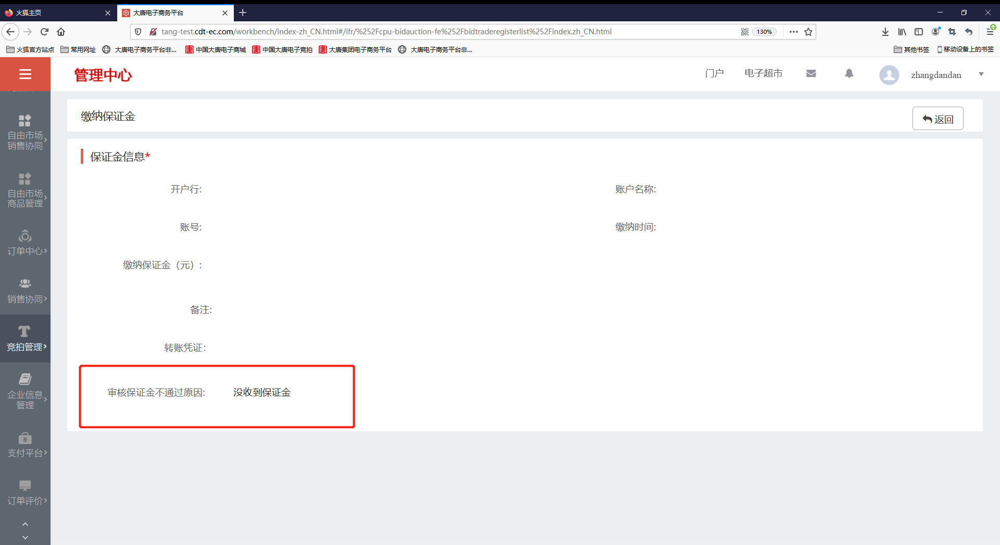 火狐主页
大唐电子商务平台
tang-test.cdt-ec.com/workbench/index-zh_CN.html#/ifr/%252Fcpu-bidauction-fe%252Fbidtraderegisterlist%252Findex.zh_CN.html
130%
火狐官方站点 常用网址 大唐电子商务平台非... 中国大唐电子商城 中国大唐电子竞拍 大唐集团电子商务平台 大唐电子商务平台非... 其他书签 移动设备上的书签
管理中心
门户 电子超市 zhangdandan
缴纳保证金
返回
保证金信息*
开户行:
账户名称:
账号:
缴纳时间:
缴纳保证金（元）:
备注:
转账凭证:
审核保证金不通过原因: 没收到保证金
自由市场
销售协同
自由市场
商品管理
订单中心
销售协同
竞拍管理
企业信息
管理
支付平台
订单评价